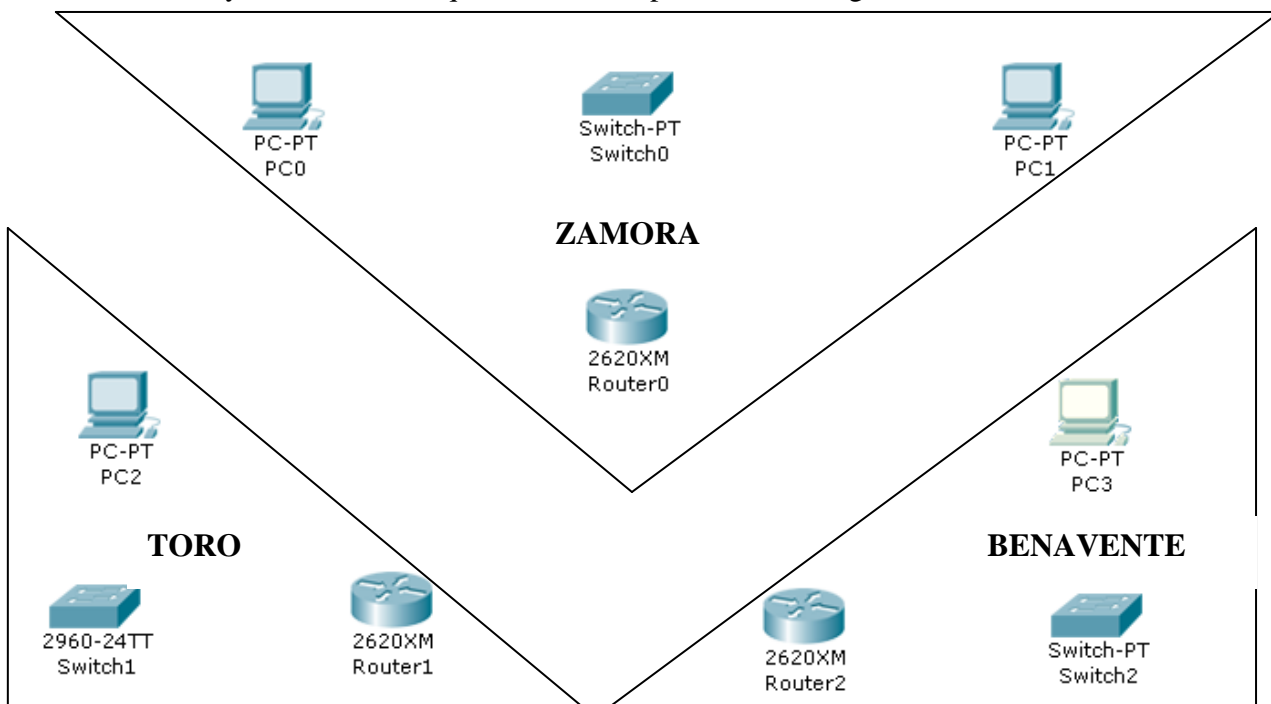 PC-PT
PC0
Switch-PT
Switch0
PC-PT
PC1
ZAMORA
2620XM
Router0
PC-PT
PC2
PC-PT
PC3
TORO
BENAVENTE
2960-24TT
Switch1
2620XM
Router1
2620XM
Router2
Switch-PT
Switch2